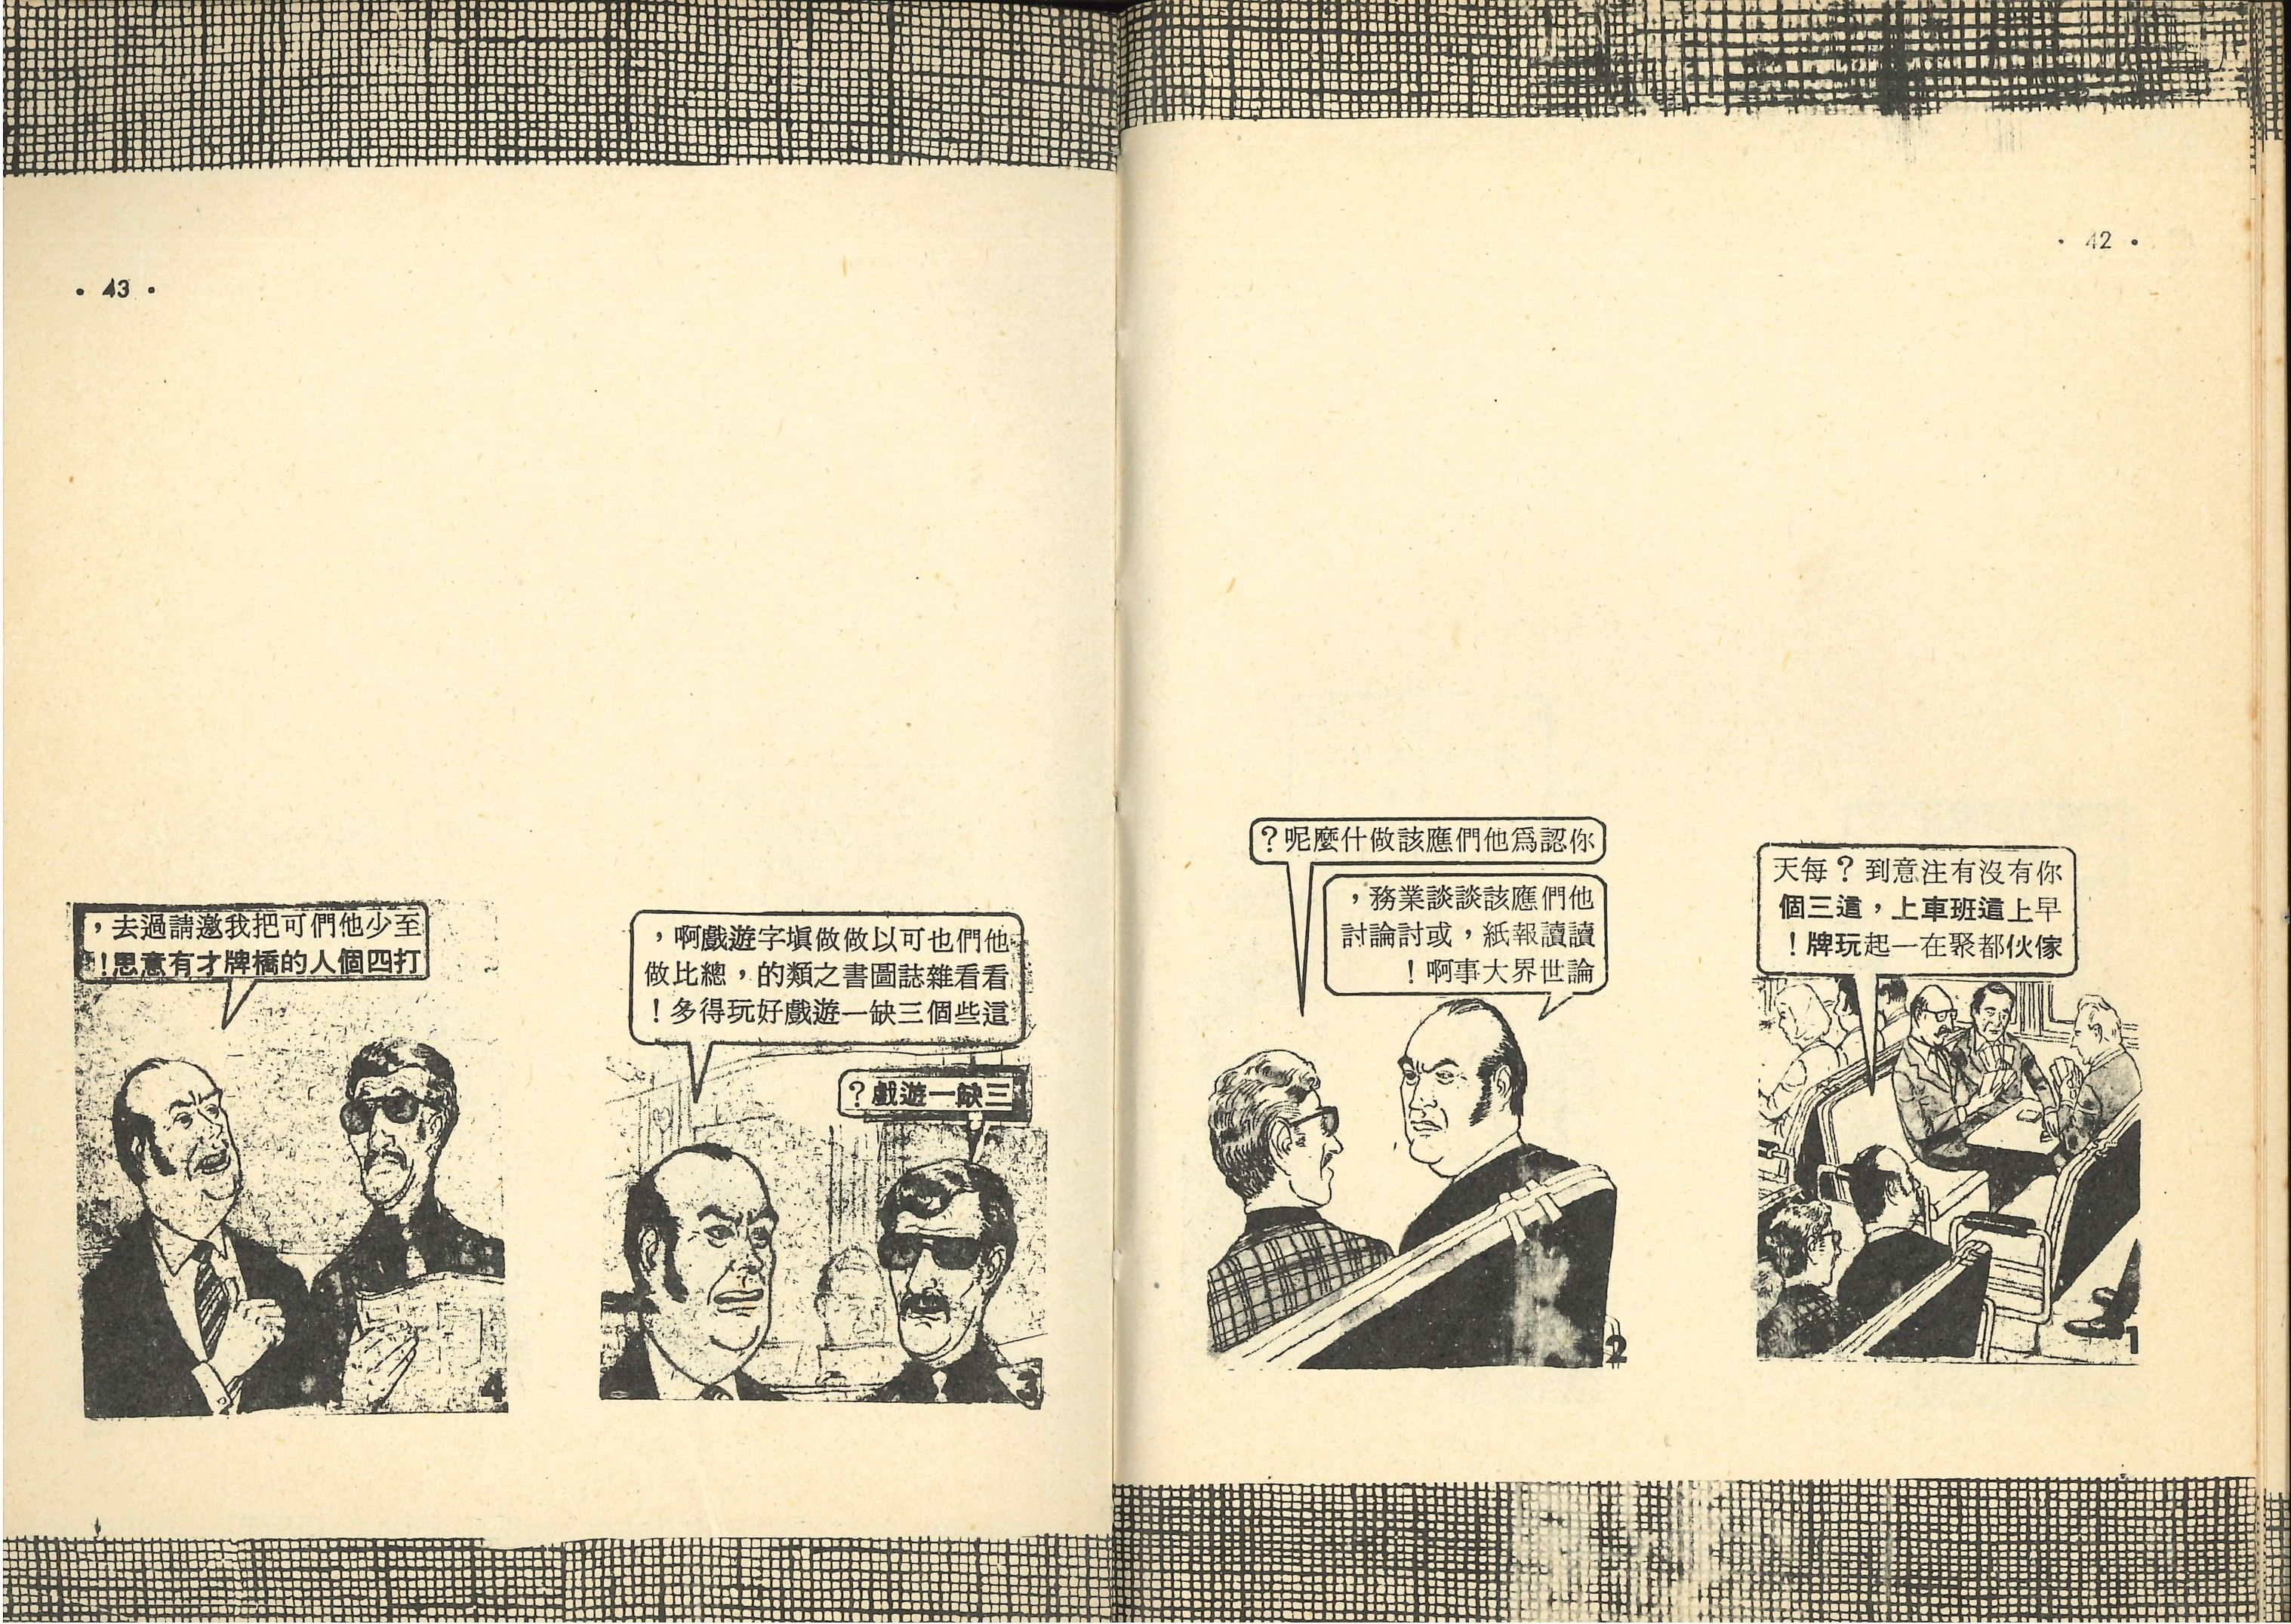 · 42 ·
你有沒有注意到？每天
早上這班車上，這三個
傢伙都聚在一起玩牌！
你認爲他們應該做什麼呢？
他們應該談談業務，
讀讀報紙，或討論討
論世界大事啊！
· 43 ·
他們也可以做做塡字遊戲啊，
看看雜誌圖書之類的，總比做
這些個三缺一遊戲好玩得多！
三缺一遊戲？
至少他們可把我邀請過去，
打四個人的橋牌才有意思！
1
2
3
4